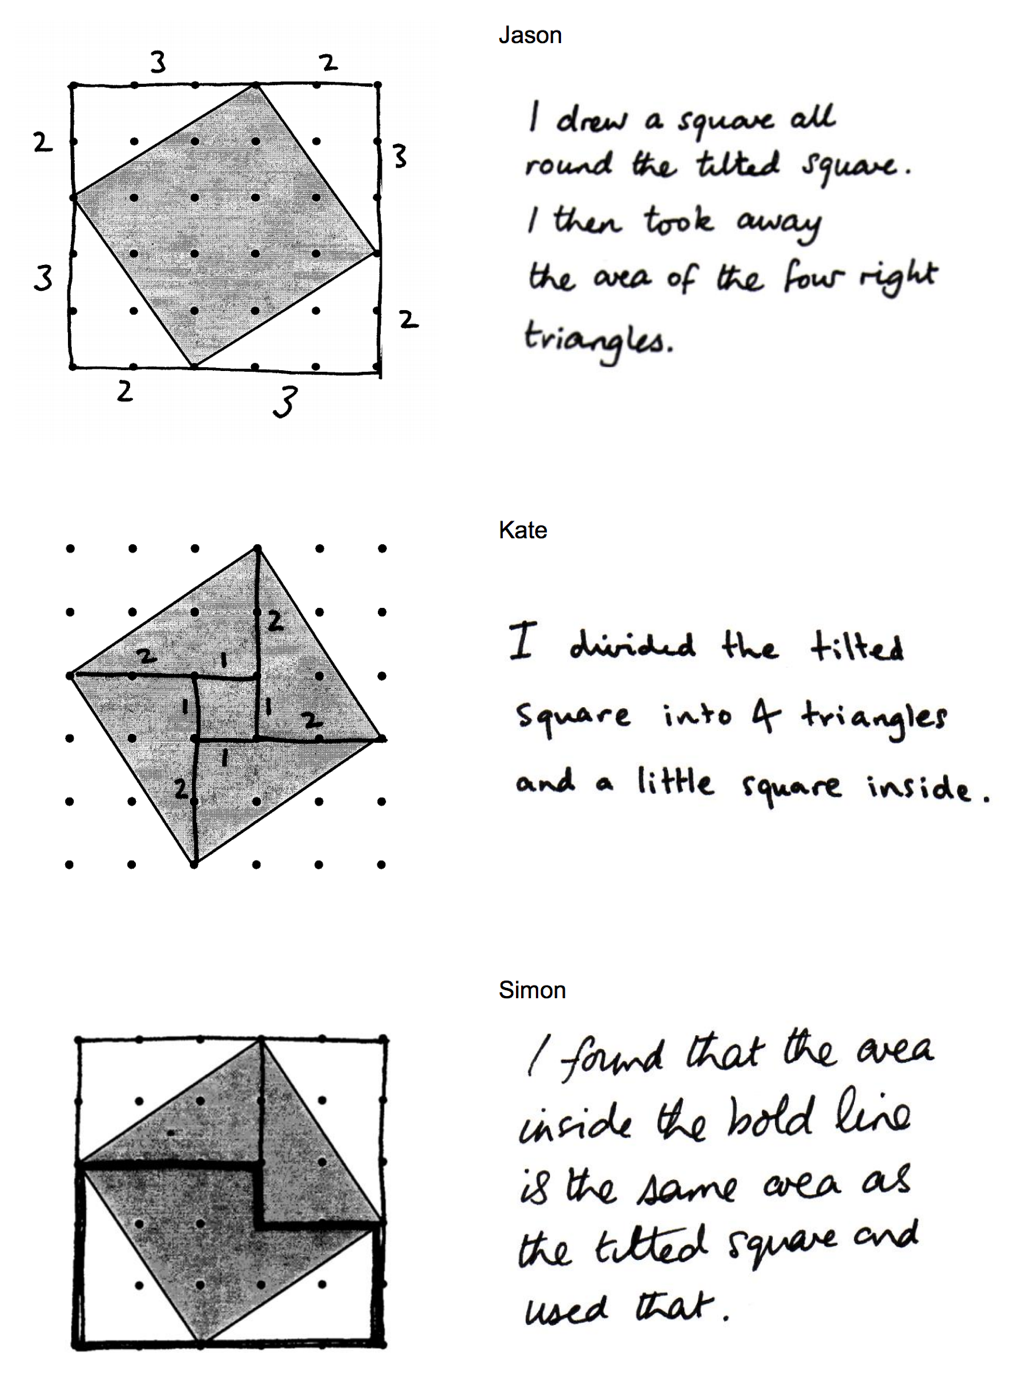 Jason
3 2
2
3
3
2
2
3
I drew a square all
round the tilted square.
I then took away
the area of the four right
triangles.
Kate
2
2 1
1 1 2
1
2
I divided the tilted
square into 4 triangles
and a little square inside.
Simon
I found that the area
inside the bold line
is the same area as
the tilted square and
used that.